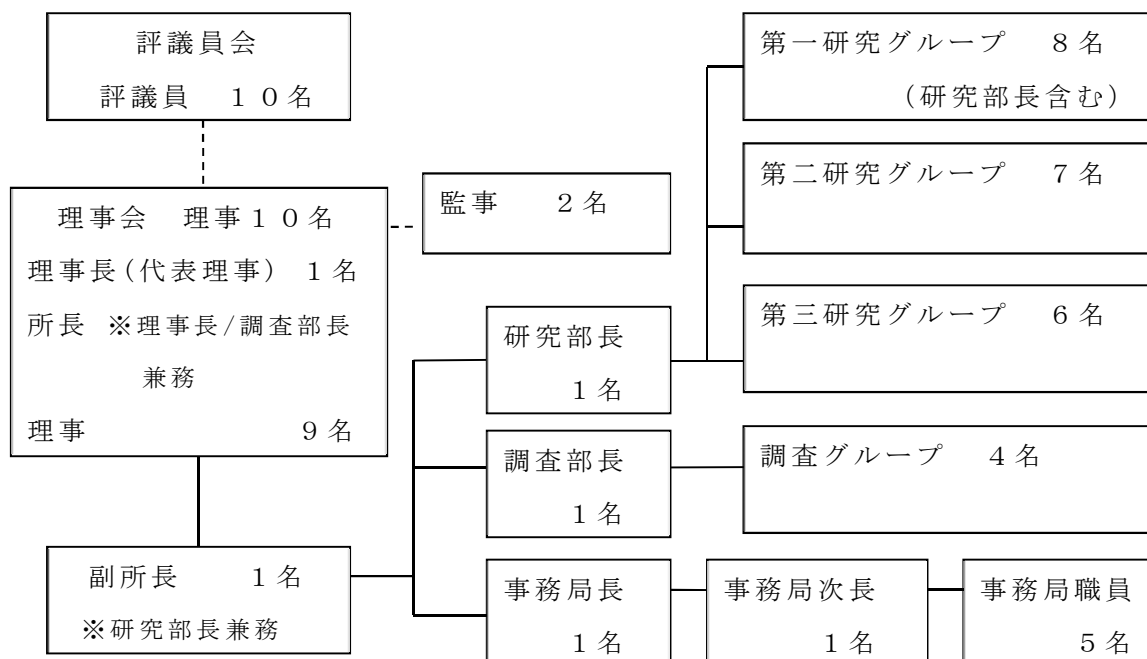 評議員会
評議員　１０名
理事会　理事１０名
理事長(代表理事)　１名
所長　※理事長/調査部長
兼務
理事　９名
監事　２名
副所長　１名
※研究部長兼務
研究部長
１名
調査部長
１名
事務局長
１名
事務局次長
１名
事務局職員
５名
第一研究グループ　８名
（研究部長含む）
第二研究グループ　７名
第三研究グループ　６名
調査グループ　４名